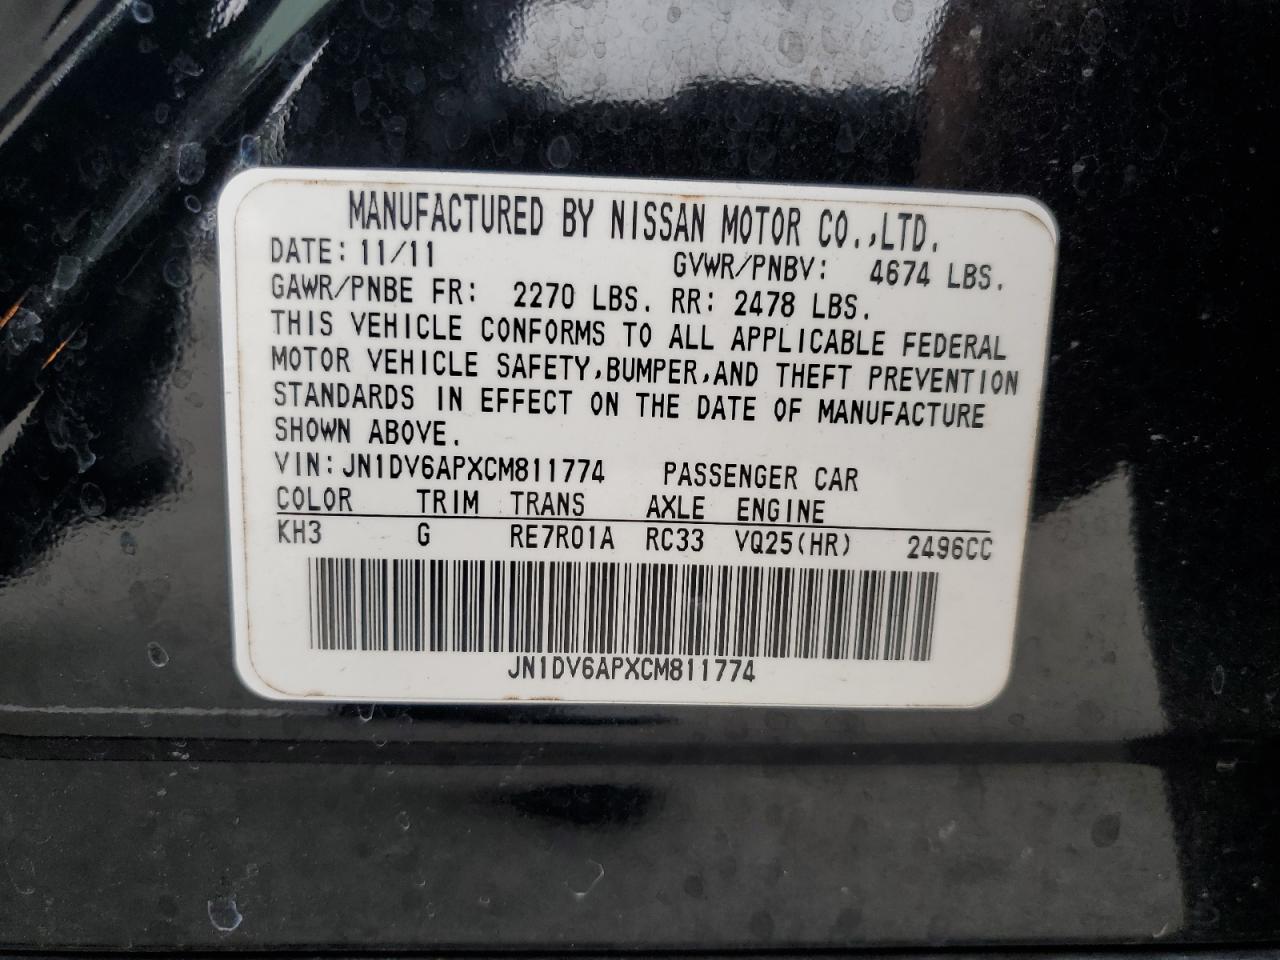 MANUFACTURED BY NISSAN MOTOR CO.,LTD.
DATE: 11/11 GVWR/PNBV: 4674 LBS.
GAWR/PNBE FR: 2270 LBS. RR: 2478 LBS.
THIS VEHICLE CONFORMS TO ALL APPLICABLE FEDERAL
MOTOR VEHICLE SAFETY,BUMPER,AND THEFT PREVENTION
STANDARDS IN EFFECT ON THE DATE OF MANUFACTURE
SHOWN ABOVE.
VIN:JN1DV6APXCM811774 PASSENGER CAR
COLOR TRIM TRANS AXLE ENGINE
KH3 G RE7R01A RC33 VQ25(HR) 2496CC
JN1DV6APXCM811774